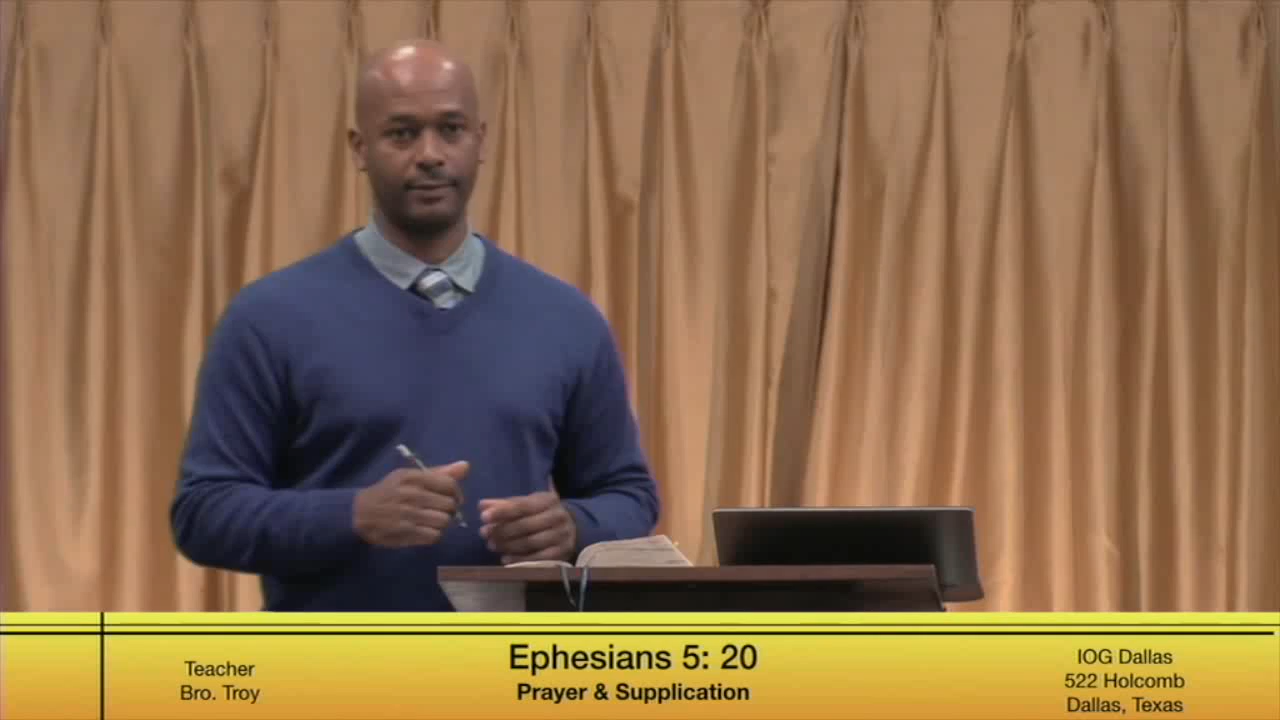 Teacher
Bro. Troy
Ephesians 5: 20
Prayer & Supplication
IOG Dallas
522 Holcomb
Dallas, Texas